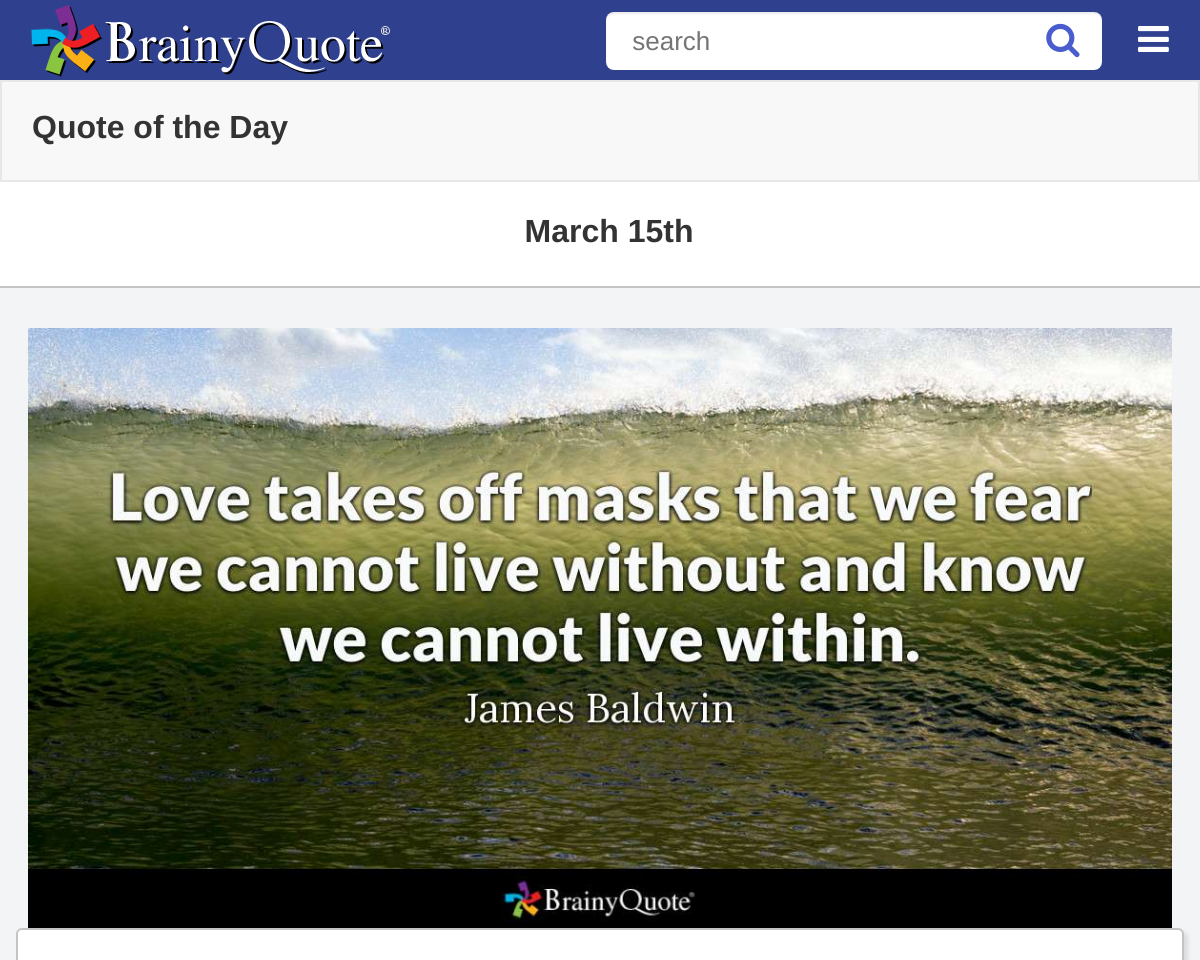 BrainyQuote®
search
Quote of the Day
March 15th
Love takes off masks that we fear
we cannot live without and know
we cannot live within.
James Baldwin
BrainyQuote®